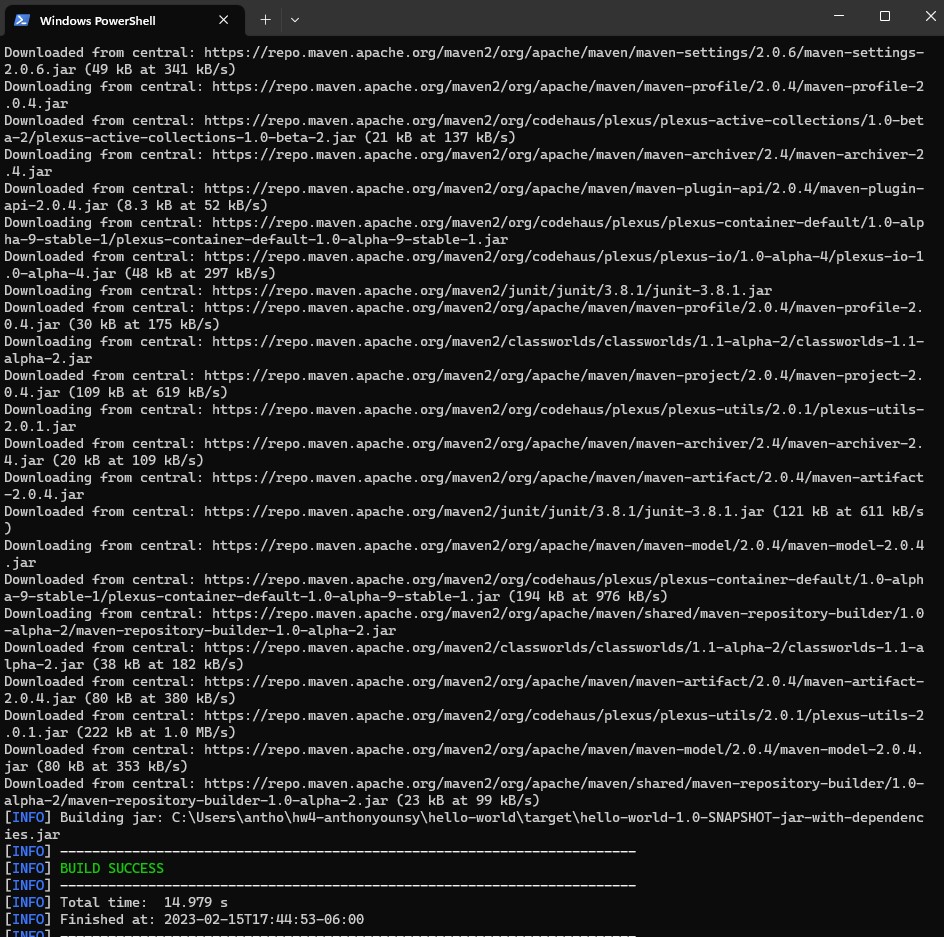 Windows PowerShell
Downloaded from central: https://repo.maven.apache.org/maven2/org/apache/maven/maven-settings/2.0.6/maven-settings-
2.0.6.jar (49 kB at 341 kB/s)
Downloading from central: https://repo.maven.apache.org/maven2/org/apache/maven/maven-profile/2.0.4/maven-profile-2
.0.4.jar
Downloaded from central: https://repo.maven.apache.org/maven2/org/codehaus/plexus/plexus-active-collections/1.0-bet
a-2/plexus-active-collections-1.0-beta-2.jar (21 kB at 137 kB/s)
Downloading from central: https://repo.maven.apache.org/maven2/org/apache/maven/maven-archiver/2.4/maven-archiver-2
.4.jar
Downloaded from central: https://repo.maven.apache.org/maven2/org/apache/maven/maven-plugin-api/2.0.4/maven-plugin-
api-2.0.4.jar (8.3 kB at 52 kB/s)
Downloading from central: https://repo.maven.apache.org/maven2/org/codehaus/plexus/plexus-container-default/1.0-alp
ha-9-stable-1/plexus-container-default-1.0-alpha-9-stable-1.jar
Downloaded from central: https://repo.maven.apache.org/maven2/org/codehaus/plexus/plexus-io/1.0-alpha-4/plexus-io-1
.0-alpha-4.jar (48 kB at 297 kB/s)
Downloading from central: https://repo.maven.apache.org/maven2/junit/junit/3.8.1/junit-3.8.1.jar
Downloaded from central: https://repo.maven.apache.org/maven2/org/apache/maven/maven-profile/2.0.4/maven-profile-2.
0.4.jar (30 kB at 175 kB/s)
Downloading from central: https://repo.maven.apache.org/maven2/classworlds/classworlds/1.1-alpha-2/classworlds-1.1-
alpha-2.jar
Downloaded from central: https://repo.maven.apache.org/maven2/org/apache/maven/maven-project/2.0.4/maven-project-2.
0.4.jar (109 kB at 619 kB/s)
Downloading from central: https://repo.maven.apache.org/maven2/org/codehaus/plexus/plexus-utils/2.0.1/plexus-utils-
2.0.1.jar
Downloaded from central: https://repo.maven.apache.org/maven2/org/apache/maven/maven-archiver/2.4/maven-archiver-2.
4.jar (20 kB at 109 kB/s)
Downloading from central: https://repo.maven.apache.org/maven2/org/apache/maven/maven-artifact/2.0.4/maven-artifact
-2.0.4.jar
Downloaded from central: https://repo.maven.apache.org/maven2/junit/junit/3.8.1/junit-3.8.1.jar (121 kB at 611 kB/s
)
Downloading from central: https://repo.maven.apache.org/maven2/org/apache/maven/maven-model/2.0.4/maven-model-2.0.4
.jar
Downloaded from central: https://repo.maven.apache.org/maven2/org/codehaus/plexus/plexus-container-default/1.0-alph
a-9-stable-1/plexus-container-default-1.0-alpha-9-stable-1.jar (194 kB at 976 kB/s)
Downloading from central: https://repo.maven.apache.org/maven2/org/apache/maven/shared/maven-repository-builder/1.0
-alpha-2/maven-repository-builder-1.0-alpha-2.jar
Downloaded from central: https://repo.maven.apache.org/maven2/classworlds/classworlds/1.1-alpha-2/classworlds-1.1-a
lpha-2.jar (38 kB at 182 kB/s)
Downloaded from central: https://repo.maven.apache.org/maven2/org/apache/maven/maven-artifact/2.0.4/maven-artifact-
2.0.4.jar (80 kB at 380 kB/s)
Downloaded from central: https://repo.maven.apache.org/maven2/org/codehaus/plexus/plexus-utils/2.0.1/plexus-utils-2
.0.1.jar (222 kB at 1.0 MB/s)
Downloaded from central: https://repo.maven.apache.org/maven2/org/apache/maven/maven-model/2.0.4/maven-model-2.0.4.
jar (80 kB at 353 kB/s)
Downloaded from central: https://repo.maven.apache.org/maven2/org/apache/maven/shared/maven-repository-builder/1.0-
alpha-2/maven-repository-builder-1.0-alpha-2.jar (23 kB at 99 kB/s)
[INFO] Building jar: C:\Users\antho\hw4-anthonyounsy\hello-world\target\hello-world-1.0-SNAPSHOT-jar-with-dependenc
ies.jar
[INFO] ------------------------------------------------------------------------
[INFO] BUILD SUCCESS
[INFO] ------------------------------------------------------------------------
[INFO] Total time:  14.979 s
[INFO] Finished at: 2023-02-15T17:44:53-06:00
[INFO] ------------------------------------------------------------------------